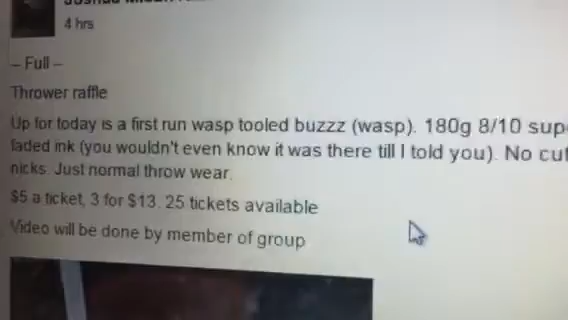 4 hrs
-- Full --
Thrower raffle
Up for today is a first run wasp tooled buzzz (wasp). 180g 8/10
faded ink (you wouldn't even know it was there till I told you). No
nicks. Just normal throw wear.
$5 a ticket, 3 for $13. 25 tickets available
Video will be done by member of group